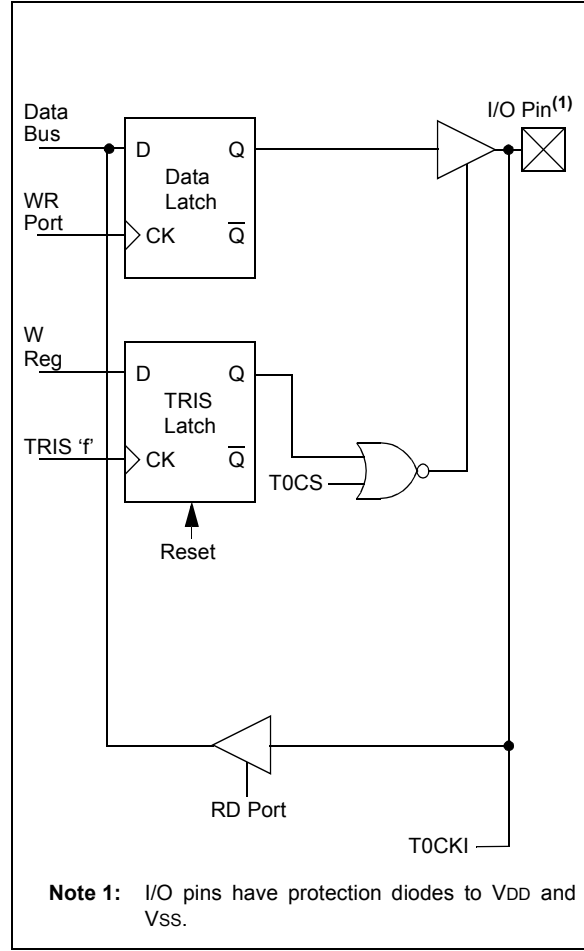 I/O Pin(1)
Data
Bus
D Q
Data
Latch
WR
Port
CK Q̅
W
Reg
D Q
TRIS
Latch
TRIS ‘f’
CK Q̅
T0CS
Reset
RD Port
T0CKI
Note 1: I/O pins have protection diodes to VDD and
VSS.